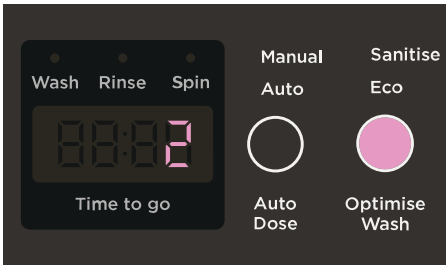 Manual Sanitise
Wash Rinse Spin Auto Eco
2
Time to go Auto Dose Optimise Wash